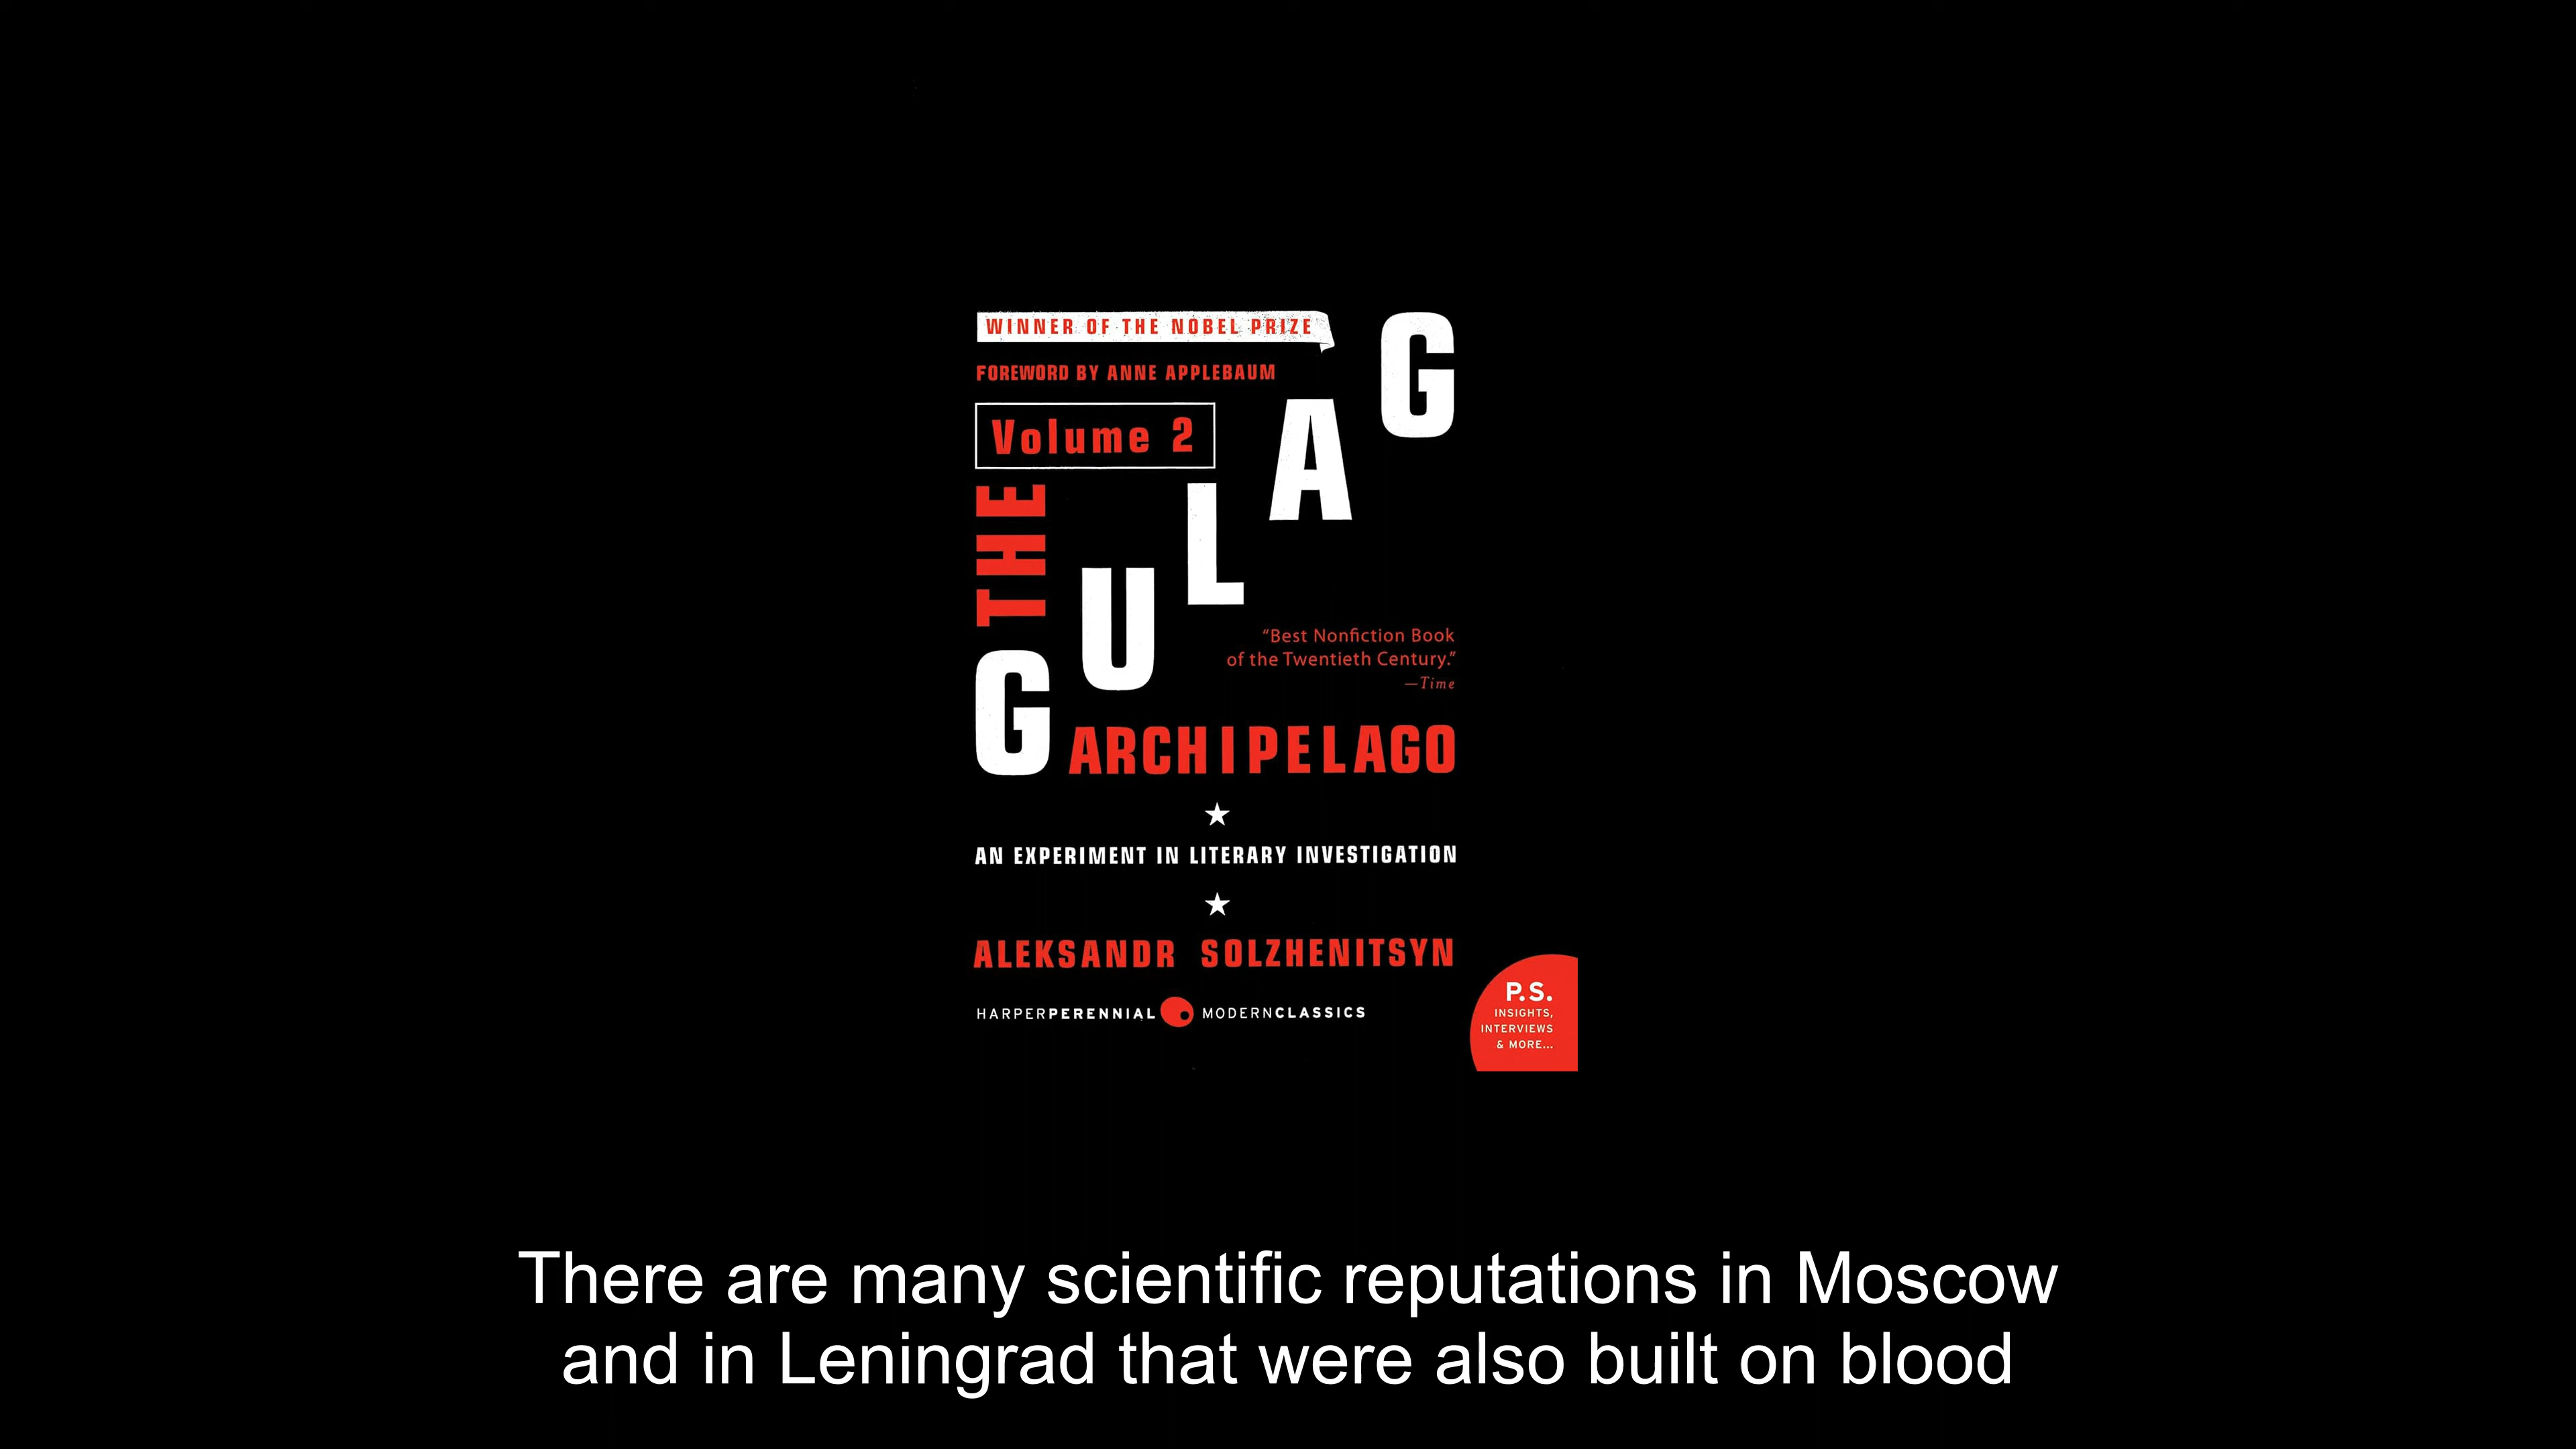 WINNER OF THE NOBEL PRIZE
FOREWORD BY ANNE APPLEBAUM
Volume 2
THE
GULAG
"Best Nonfiction Book
of the Twentieth Century."
—Time
ARCHIPELAGO
AN EXPERIMENT IN LITERARY INVESTIGATION
ALEKSANDR SOLZHENITSYN
HARPERPERENNIAL MODERNCLASSICS
P.S.
INSIGHTS,
INTERVIEWS
& MORE...
There are many scientific reputations in Moscow
and in Leningrad that were also built on blood